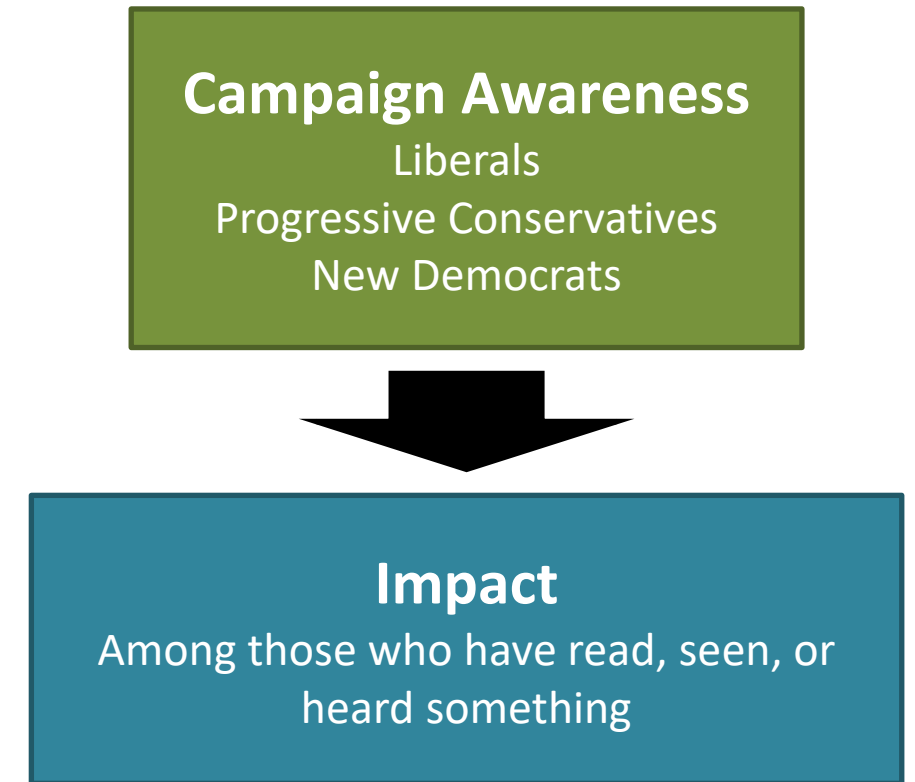 Campaign Awareness
Liberals
Progressive Conservatives
New Democrats
Impact
Among those who have read, seen, or
heard something